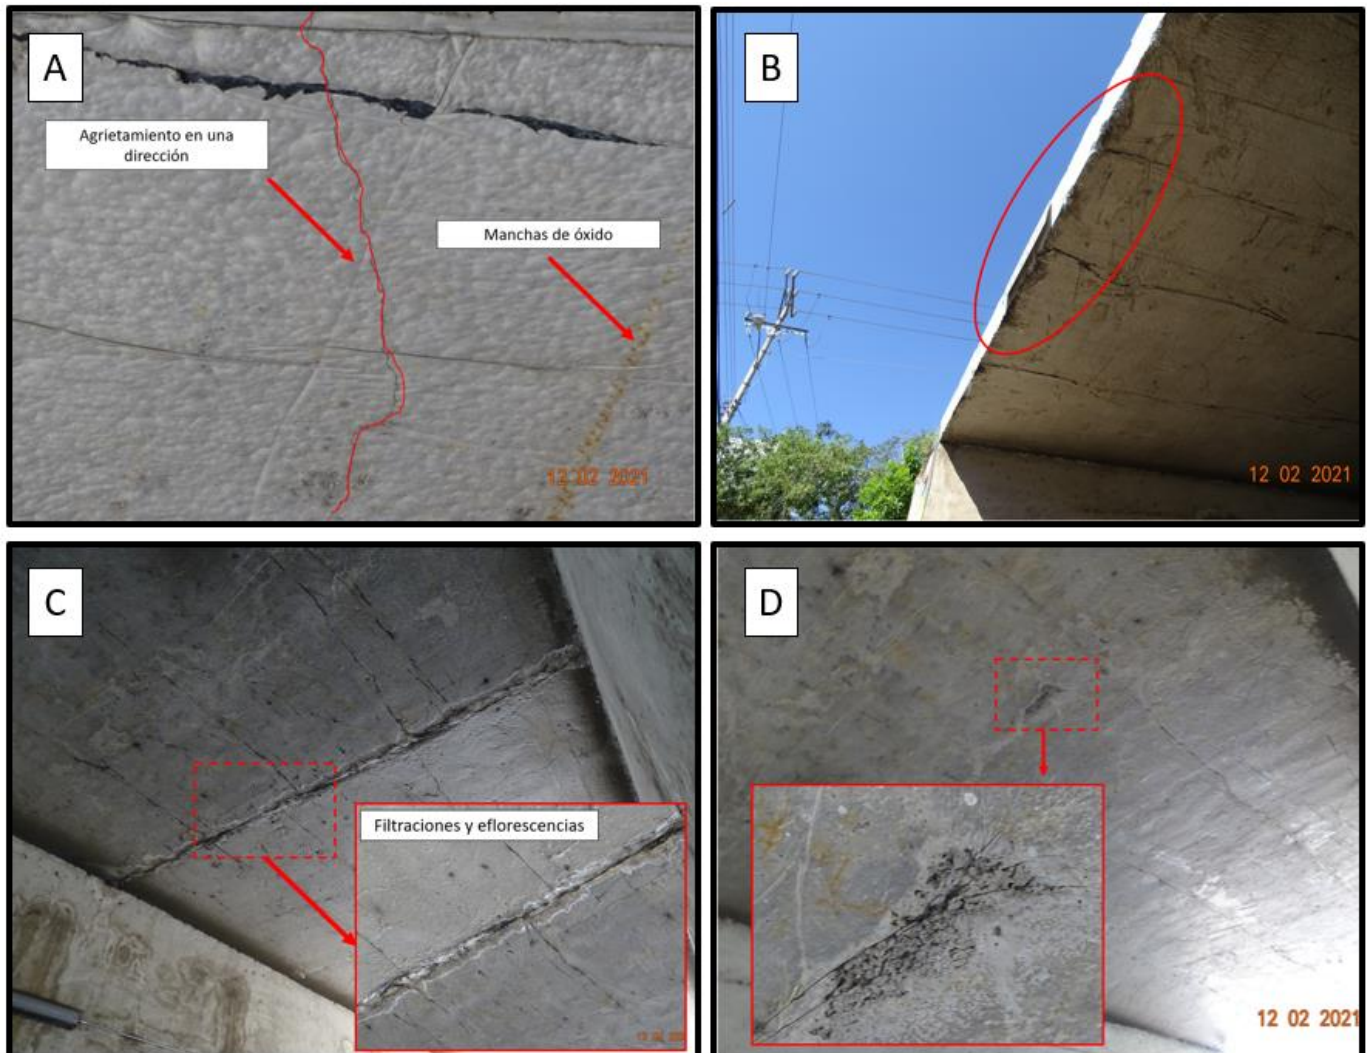 A
Agrietamiento en una
dirección
Manchas de óxido
12 02 2021
B
12 02 2021
C
Filtraciones y eflorescencias
D
12 02 2021